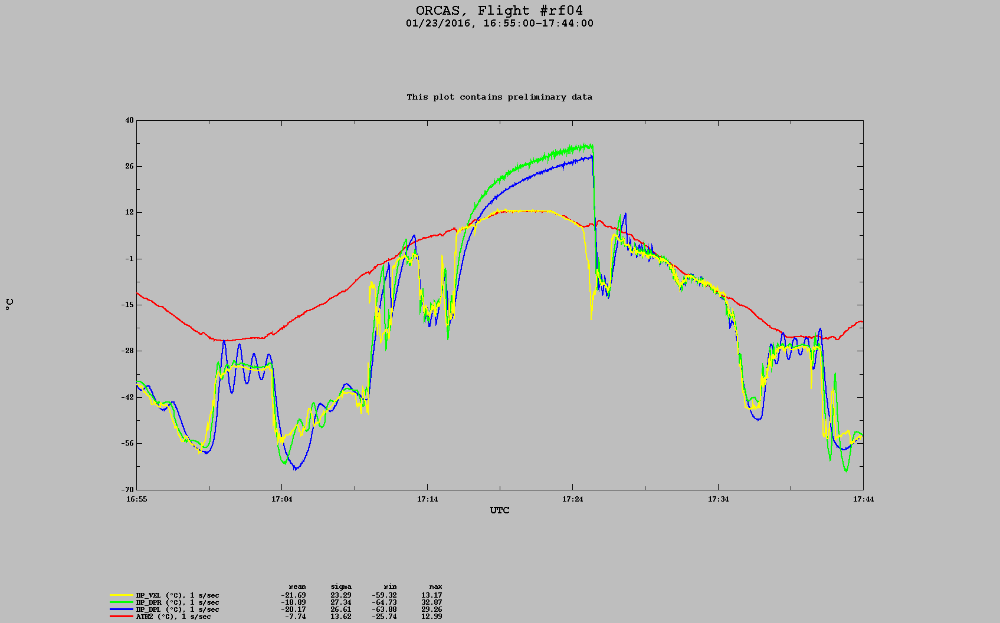 ORCAS, Flight #rf04
01/23/2016, 16:55:00-17:44:00
This plot contains preliminary data
40
26
12
-1
-15
-28
-42
-56
-70
°C
16:55 17:04 17:14 17:24 17:34 17:44
UTC
mean sigma min max
DP_VXL (°C), 1 s/sec -21.69 23.29 -59.32 13.17
DP_DPR (°C), 1 s/sec -18.89 27.34 -64.73 32.87
DP_DPL (°C), 1 s/sec -20.17 26.61 -63.88 29.26
ATH2 (°C), 1 s/sec -7.74 13.62 -25.74 12.99